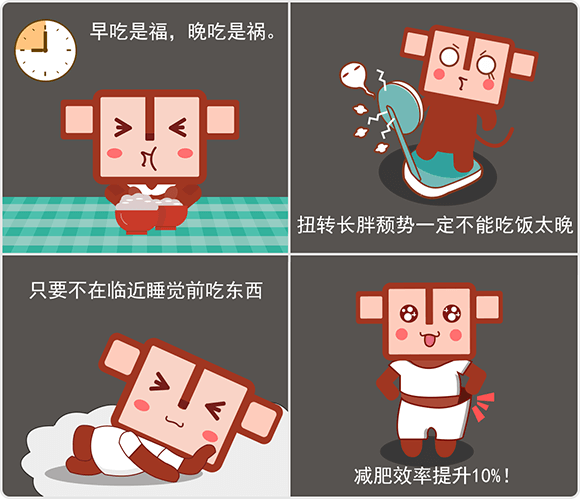 早吃是福，晚吃是祸。
扭转长胖颓势一定不能吃饭太晚
只要不在临近睡觉前吃东西
减肥效率提升10%！